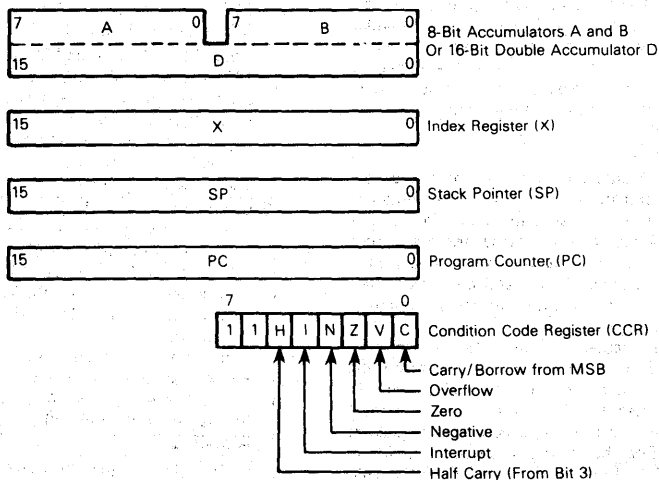 7 A 0 7 B 0
8-Bit Accumulators A and B
Or 16-Bit Double Accumulator D
15 D 0
15 X 0 Index Register (X)
15 SP 0 Stack Pointer (SP)
15 PC 0 Program Counter (PC)
7 0
1 1 H I N Z V C Condition Code Register (CCR)
Carry/Borrow from MSB
Overflow
Zero
Negative
Interrupt
Half Carry (From Bit 3)